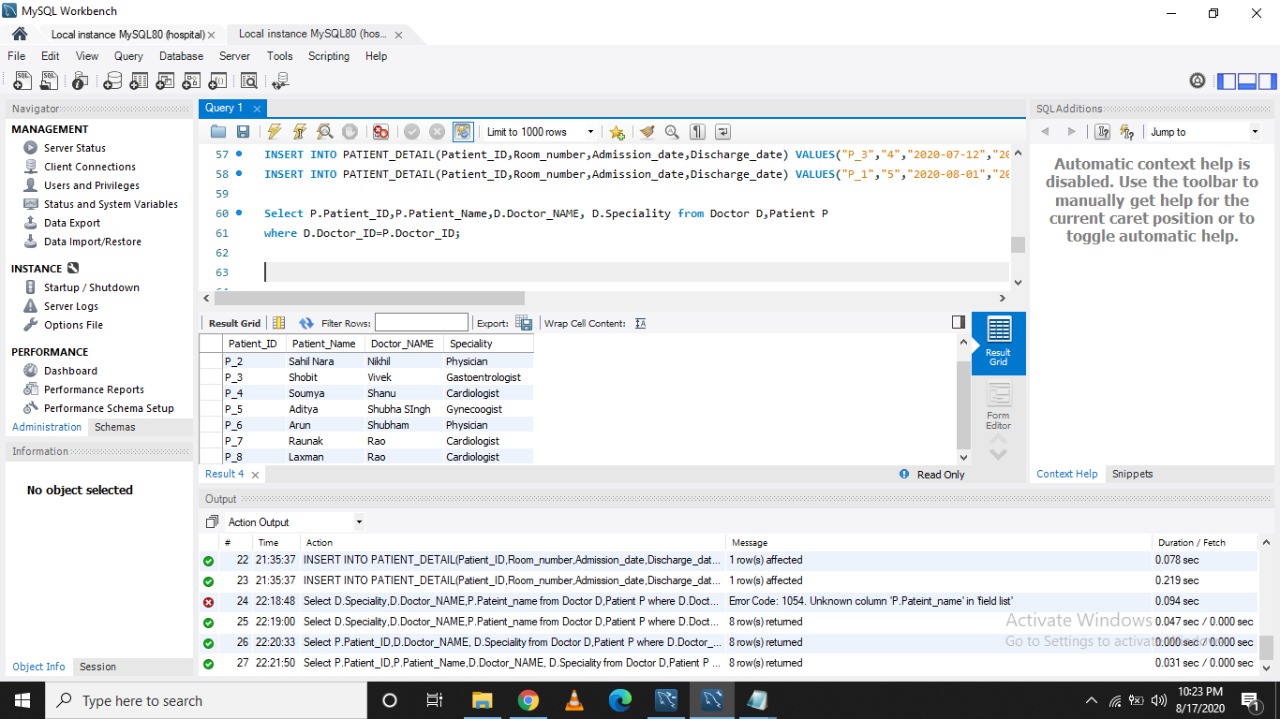 MySQL Workbench
Local instance MySQL80 (hospital) ×
Local instance MySQL80 (hos... ×
File Edit View Query Database Server Tools Scripting Help
Navigator
MANAGEMENT
Server Status
Client Connections
Users and Privileges
Status and System Variables
Data Export
Data Import/Restore
INSTANCE
Startup / Shutdown
Server Logs
Options File
PERFORMANCE
Dashboard
Performance Reports
Performance Schema Setup
Administration Schemas
Information
No object selected
Object Info Session
Query 1 ×
Limit to 1000 rows
57 INSERT INTO PATIENT_DETAIL(Patient_ID,Room_number,Admission_date,Discharge_date) VALUES("P_3","4","2020-07-12","20
58 INSERT INTO PATIENT_DETAIL(Patient_ID,Room_number,Admission_date,Discharge_date) VALUES("P_1","5","2020-08-01","20
59
60 Select P.Patient_ID,P.Patient_Name,D.Doctor_NAME, D.Speciality from Doctor D,Patient P
61 where D.Doctor_ID=P.Doctor_ID;
62
63
Result Grid Filter Rows: Export: Wrap Cell Content:
Patient_ID Patient_Name Doctor_NAME Speciality
P_2 Sahil Nara Nikhil Physician
P_3 Shobit Vivek Gastoentrologist
P_4 Soumya Shanu Cardiologist
P_5 Aditya Shubha SIngh Gynecoogist
P_6 Arun Shubham Physician
P_7 Raunak Rao Cardiologist
P_8 Laxman Rao Cardiologist
Result Grid
Form Editor
Result 4 ×
Read Only
SQLAdditions
Jump to
Automatic context help is
disabled. Use the toolbar to
manually get help for the
current caret position or to
toggle automatic help.
Context Help Snippets
Output
Action Output
# Time Action Message Duration / Fetch
22 21:35:37 INSERT INTO PATIENT_DETAIL(Patient_ID,Room_number,Admission_date,Discharge_dat... 1 row(s) affected 0.078 sec
23 21:35:37 INSERT INTO PATIENT_DETAIL(Patient_ID,Room_number,Admission_date,Discharge_dat... 1 row(s) affected 0.219 sec
24 22:18:48 Select D.Speciality,D.Doctor_NAME,P.Pateint_name from Doctor D,Patient P where D.Doct... Error Code: 1054. Unknown column 'P.Pateint_name' in 'field list' 0.094 sec
25 22:19:00 Select D.Speciality,D.Doctor_NAME,P.Patient_name from Doctor D,Patient P where D.Doct... 8 row(s) returned 0.047 sec / 0.000 sec
26 22:20:33 Select P.Patient_ID,D.Doctor_NAME, D.Speciality from Doctor D,Patient P where D.Doctor_... 8 row(s) returned 0.000 sec / 0.000 sec
27 22:21:50 Select P.Patient_ID,P.Patient_Name,D.Doctor_NAME, D.Speciality from Doctor D,Patient P ... 8 row(s) returned 0.031 sec / 0.000 sec
Activate Windows
Go to Settings to activate Windows.
Type here to search
10:23 PM
8/17/2020
1